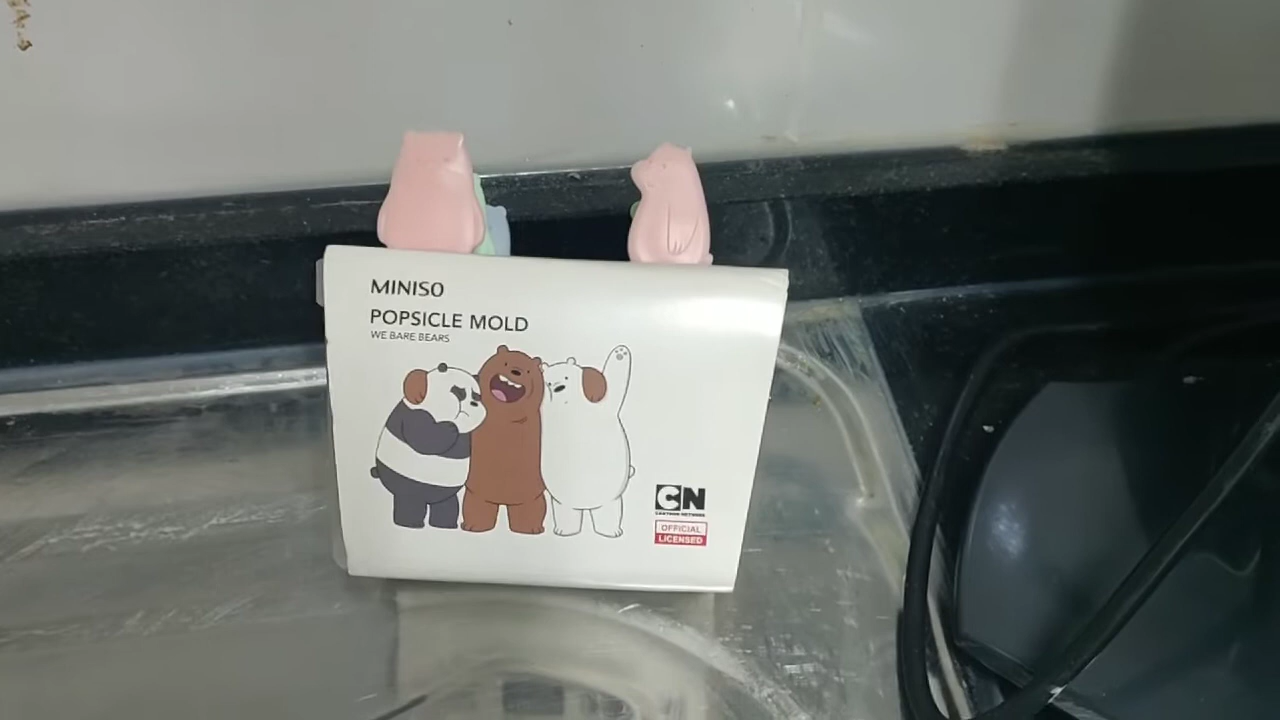 MINISO
POPSICLE MOLD
WE BARE BEARS
CN
CARTOON NETWORK
OFFICIAL
LICENSED